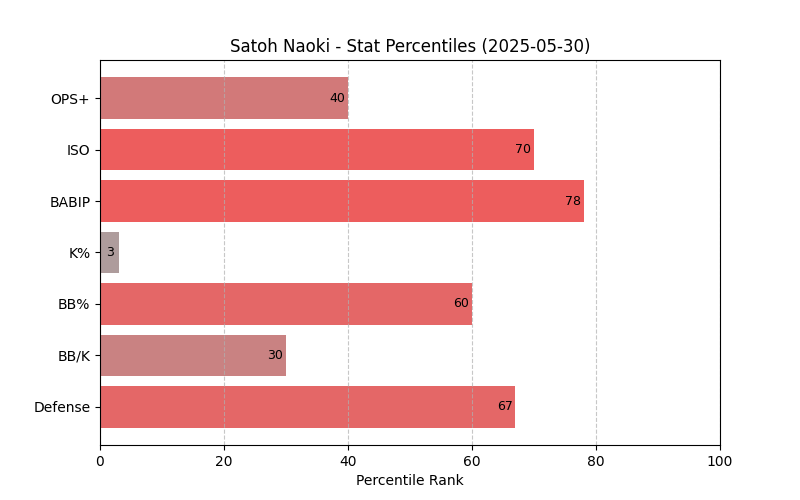 Satoh Naoki - Stat Percentiles (2025-05-30)
OPS+ 40
ISO 70
BABIP 78
K% 3
BB% 60
BB/K 30
Defense 67
0 20 40 60 80 100
Percentile Rank